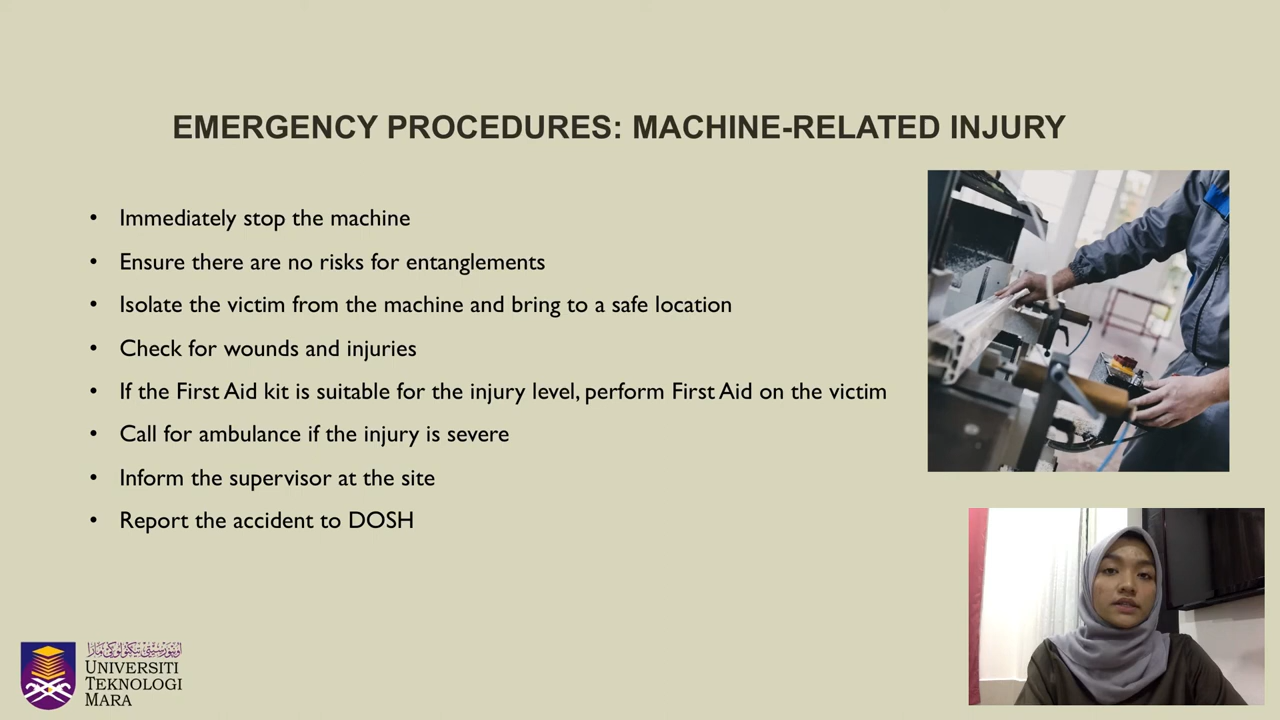 EMERGENCY PROCEDURES: MACHINE-RELATED INJURY
• Immediately stop the machine
• Ensure there are no risks for entanglements
• Isolate the victim from the machine and bring to a safe location
• Check for wounds and injuries
• If the First Aid kit is suitable for the injury level, perform First Aid on the victim
• Call for ambulance if the injury is severe
• Inform the supervisor at the site
• Report the accident to DOSH
اونيۏرسيتي تيكنولوڬي مارا
UNIVERSITI
TEKNOLOGI
MARA